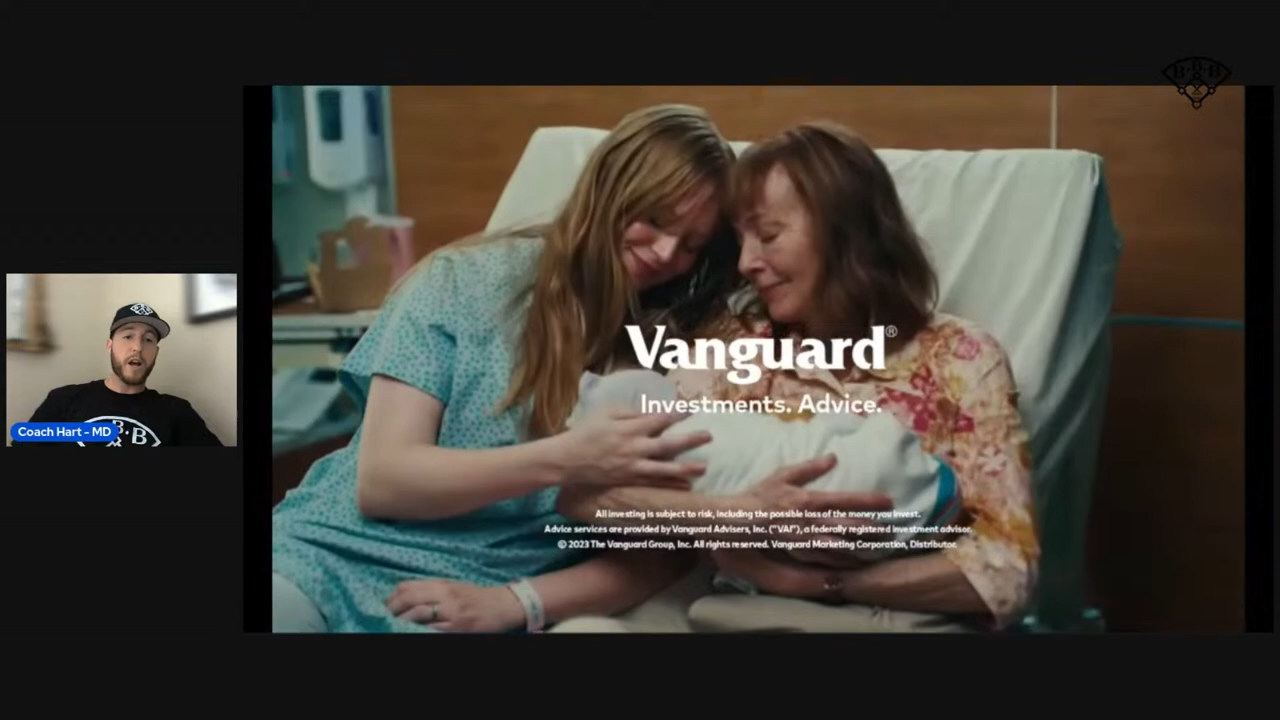 B·B·B
Vanguard®
Investments. Advice.
Coach Hart - MD
B·B
All investing is subject to risk, including the possible loss of the money you invest.
Advice services are provided by Vanguard Advisers, Inc. ("VAI"), a federally registered investment advisor.
© 2023 The Vanguard Group, Inc. All rights reserved. Vanguard Marketing Corporation, Distributor.